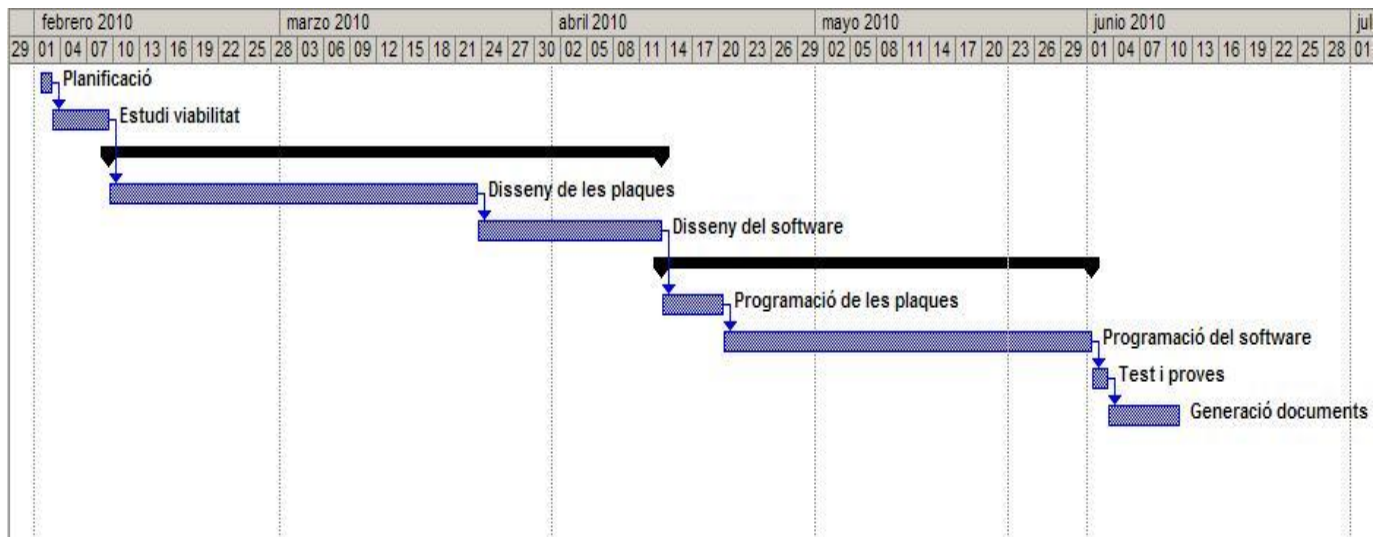 febrero 2010 marzo 2010 abril 2010 mayo 2010 junio 2010 jul
29 01 04 07 10 13 16 19 22 25 28 03 06 09 12 15 18 21 24 27 30 02 05 08 11 14 17 20 23 26 29 02 05 08 11 14 17 20 23 26 29 01 04 07 10 13 16 19 22 25 28 01
Planificació
Estudi viabilitat
Disseny de les plaques
Disseny del software
Programació de les plaques
Programació del software
Test i proves
Generació documents